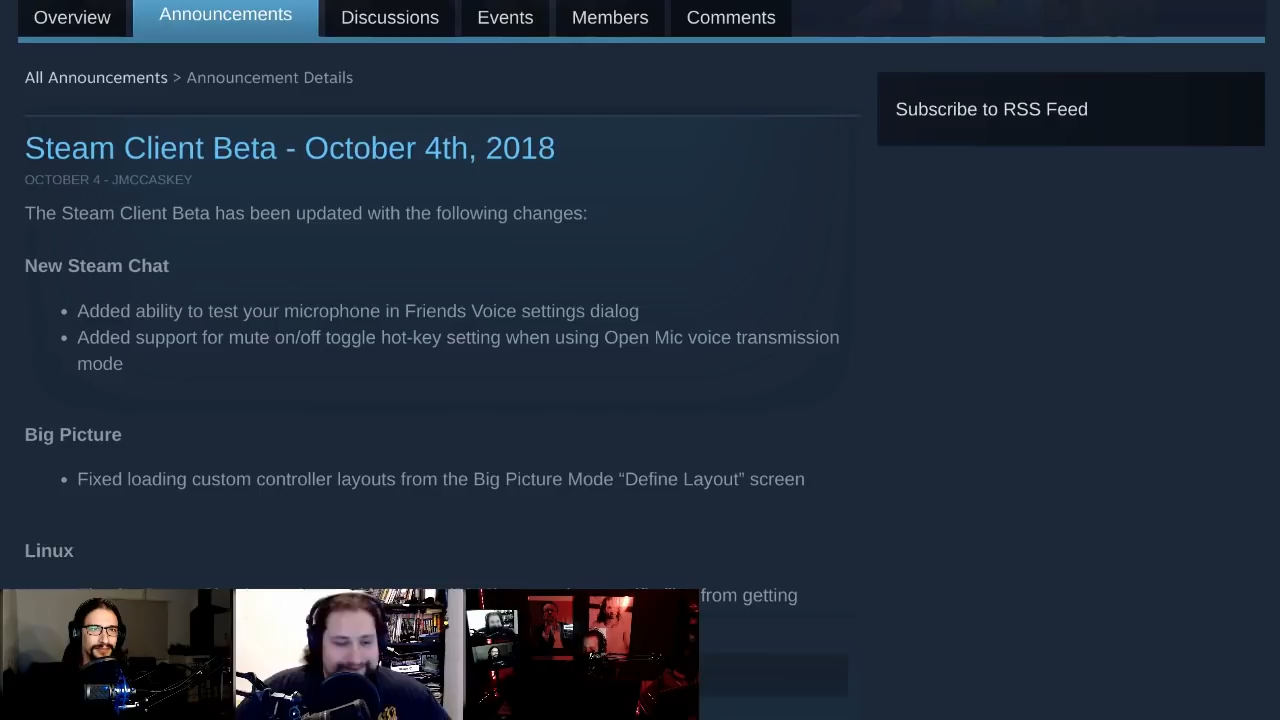 Overview Announcements Discussions Events Members Comments
All Announcements > Announcement Details
Subscribe to RSS Feed
Steam Client Beta - October 4th, 2018
OCTOBER 4 - JMCCASKEY
The Steam Client Beta has been updated with the following changes:
New Steam Chat
• Added ability to test your microphone in Friends Voice settings dialog
• Added support for mute on/off toggle hot-key setting when using Open Mic voice transmission
mode
Big Picture
• Fixed loading custom controller layouts from the Big Picture Mode “Define Layout” screen
Linux
from getting